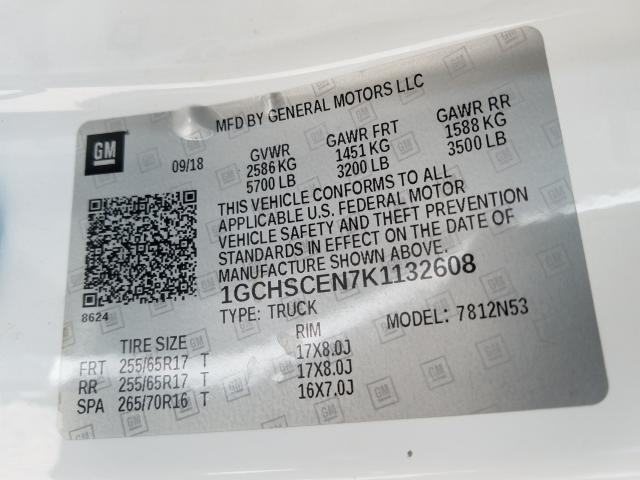 MFD BY GENERAL MOTORS LLC
GM
09/18
GVWR GAWR FRT GAWR RR
2586 KG 1451 KG 1588 KG
5700 LB 3200 LB 3500 LB
THIS VEHICLE CONFORMS TO ALL
APPLICABLE U.S. FEDERAL MOTOR
VEHICLE SAFETY AND THEFT PREVENTION
STANDARDS IN EFFECT ON THE DATE OF
MANUFACTURE SHOWN ABOVE.
1GCHSCEN7K1132608
8624
TYPE: TRUCK MODEL: 7812N53
TIRE SIZE RIM
FRT 255/65R17 T 17X8.0J
RR 255/65R17 T 17X8.0J
SPA 265/70R16 T 16X7.0J